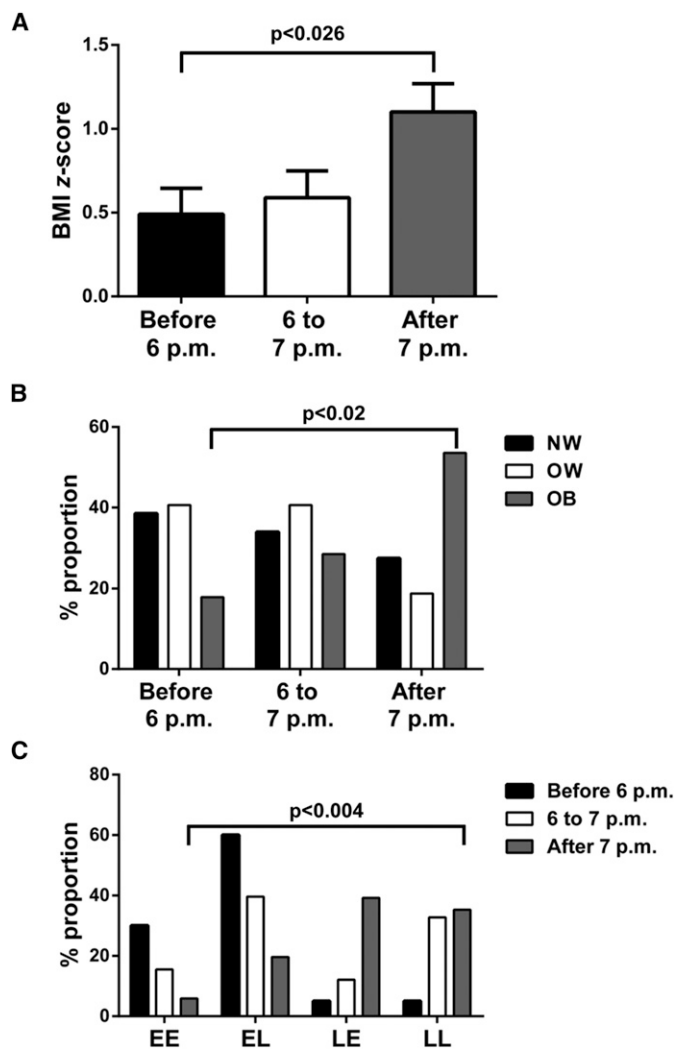 A
p<0.026
BMI z-score
1.5
1.0
0.5
0.0
Before
6 p.m.
6 to
7 p.m.
After
7 p.m.
B
p<0.02
% proportion
60
40
20
0
NW
OW
OB
Before
6 p.m.
6 to
7 p.m.
After
7 p.m.
C
p<0.004
% proportion
80
60
40
20
0
Before 6 p.m.
6 to 7 p.m.
After 7 p.m.
EE
EL
LE
LL